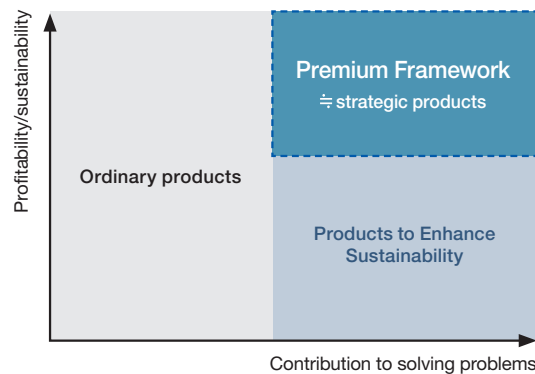 Profitability/sustainability
Premium Framework
≒ strategic products
Ordinary products
Products to Enhance
Sustainability
Contribution to solving problems